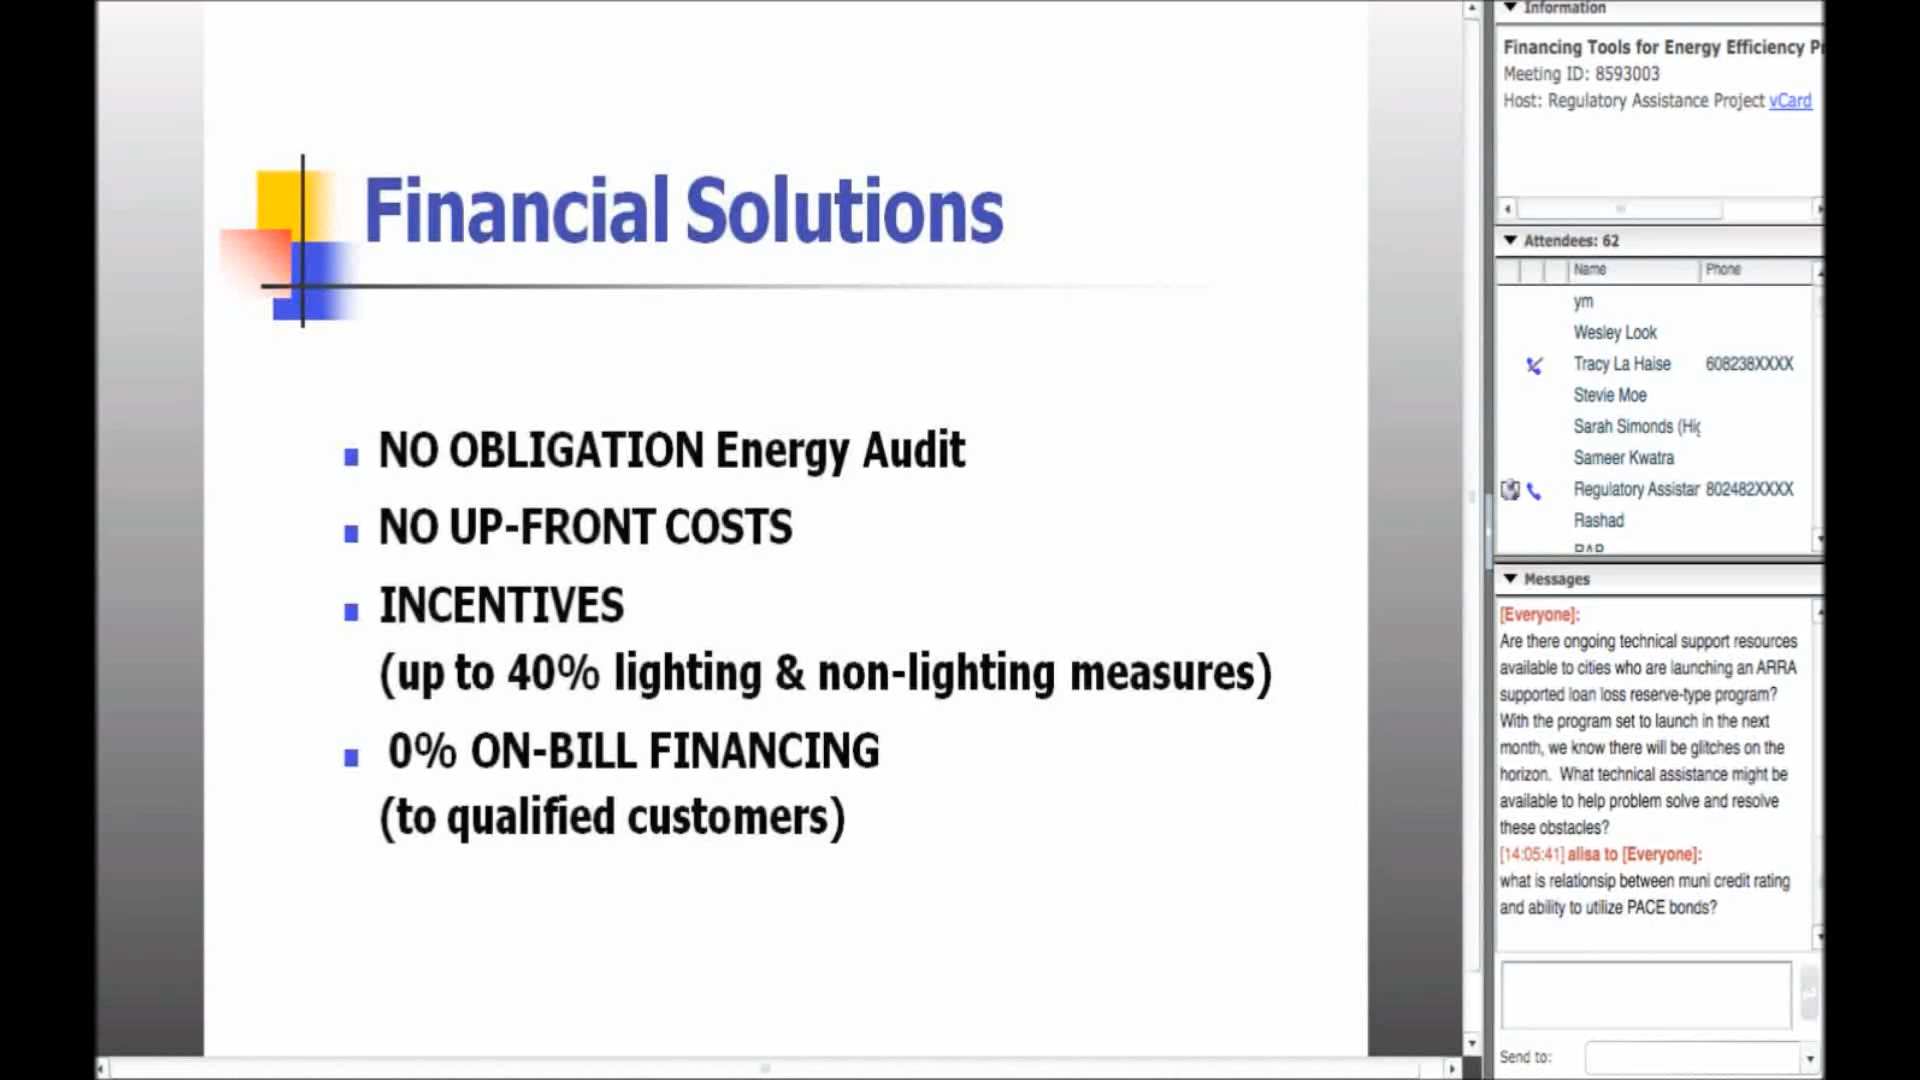 Financial Solutions
NO OBLIGATION Energy Audit
NO UP-FRONT COSTS
INCENTIVES
(up to 40% lighting & non-lighting measures)
0% ON-BILL FINANCING
(to qualified customers)
Information
Financing Tools for Energy Efficiency
Meeting ID: 8593003
Host: Regulatory Assistance Project vCard
Attendees: 62
Name Phone
ym
Wesley Look
Tracy La Haise 608238XXXX
Stevie Moe
Sarah Simonds (Hig
Sameer Kwatra
Regulatory Assistar 802482XXXX
Rashad
Messages
[Everyone]:
Are there ongoing technical support resources
available to cities who are launching an ARRA
supported loan loss reserve-type program?
With the program set to launch in the next
month, we know there will be glitches on the
horizon. What technical assistance might be
available to help problem solve and resolve
these obstacles?
[14:05:41] alisa to [Everyone]:
what is relationsip between muni credit rating
and ability to utilize PACE bonds?
Send to: